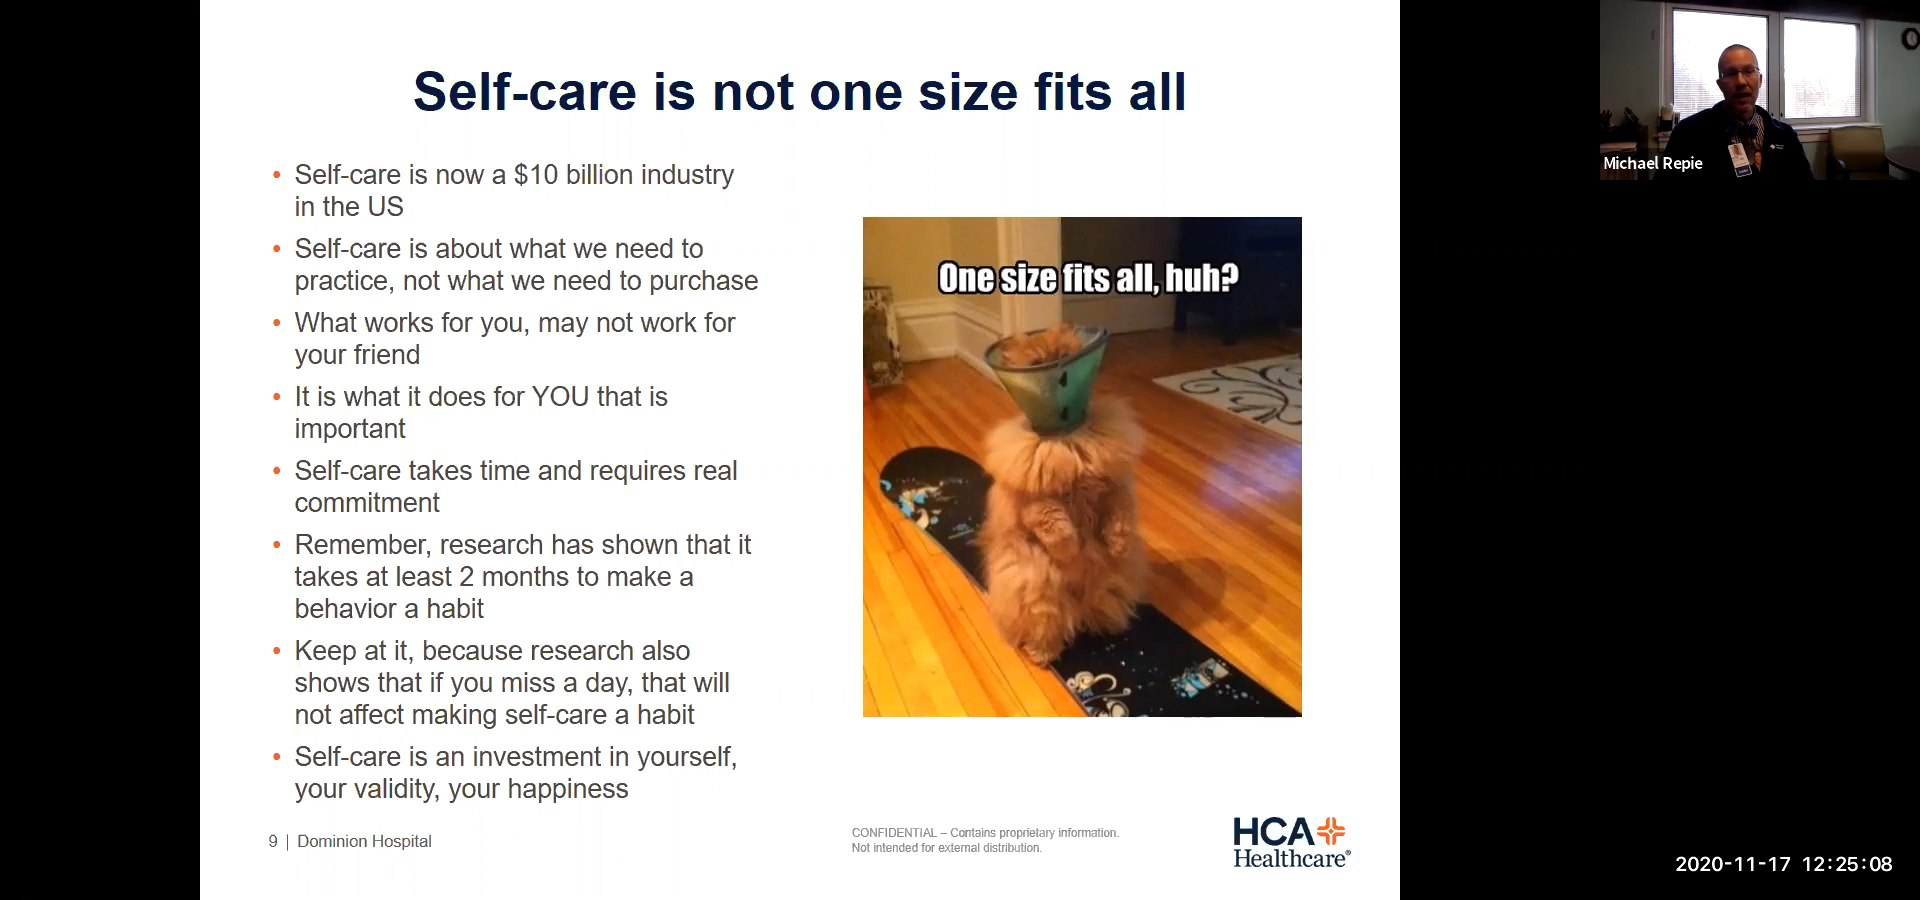 Self-care is not one size fits all
• Self-care is now a $10 billion industry
in the US
• Self-care is about what we need to
practice, not what we need to purchase
• What works for you, may not work for
your friend
• It is what it does for YOU that is
important
• Self-care takes time and requires real
commitment
• Remember, research has shown that it
takes at least 2 months to make a
behavior a habit
• Keep at it, because research also
shows that if you miss a day, that will
not affect making self-care a habit
• Self-care is an investment in yourself,
your validity, your happiness
One size fits all, huh?
9 | Dominion Hospital
CONFIDENTIAL – Contains proprietary information.
Not intended for external distribution.
HCA
Healthcare®
Michael Repie
2020-11-17 12:25:08